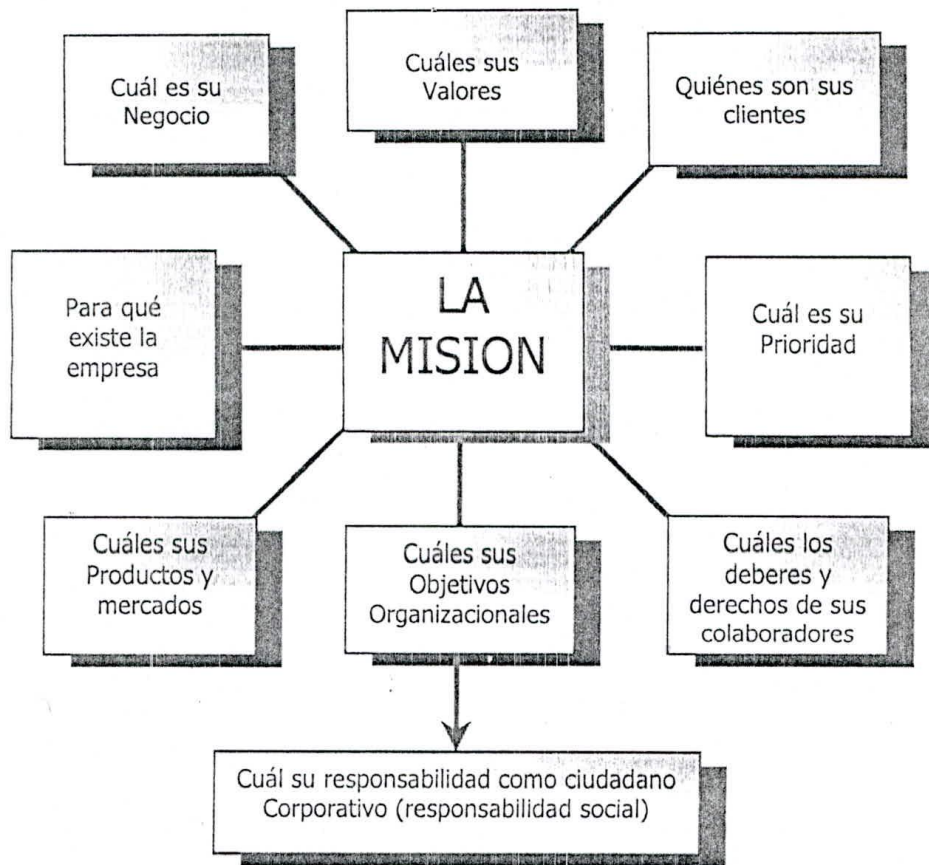 Cuál es su
Negocio
Cuáles sus
Valores
Quiénes son sus
clientes
Para qué
existe la
empresa
LA
MISION
Cuál es su
Prioridad
Cuáles sus
Productos y
mercados
Cuáles sus
Objetivos
Organizacionales
Cuáles los
deberes y
derechos de sus
colaboradores
Cuál su responsabilidad como ciudadano
Corporativo (responsabilidad social)